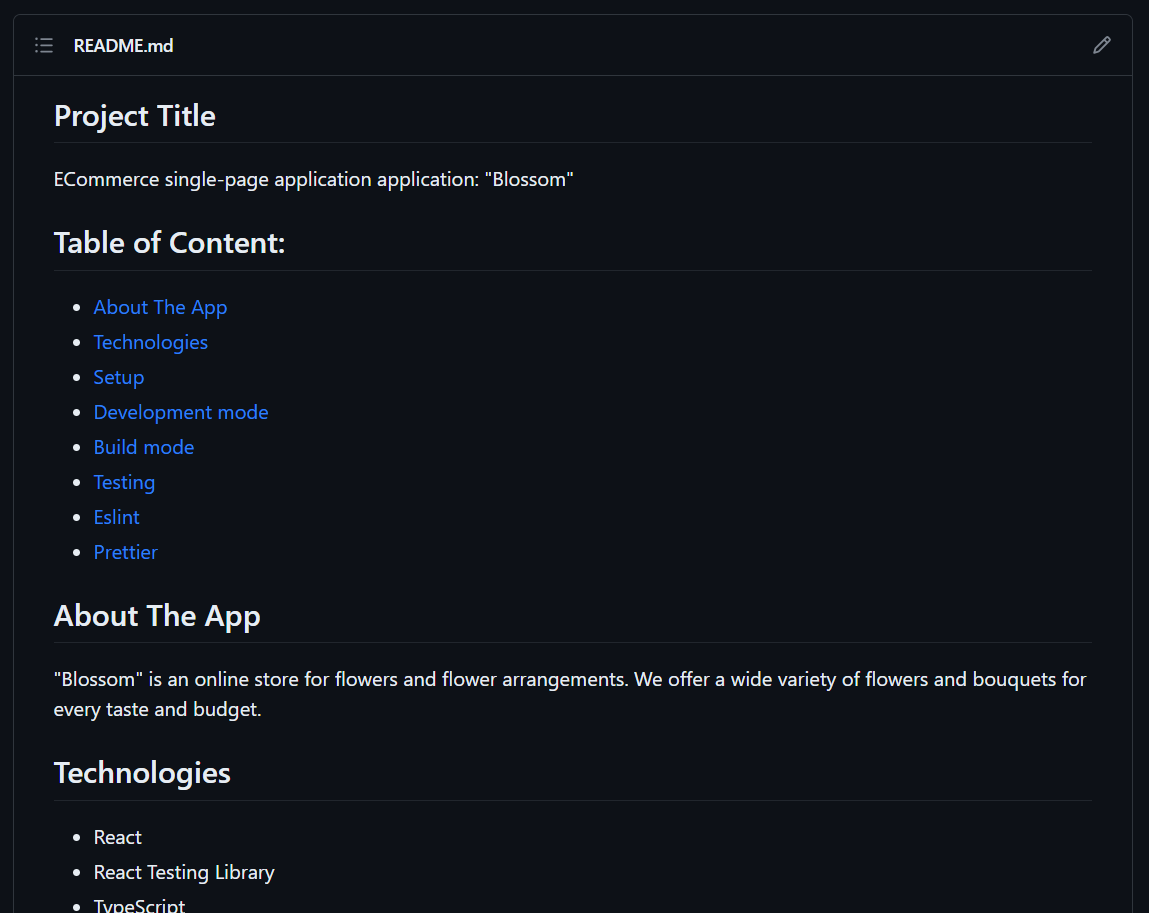 README.md
Project Title
ECommerce single-page application application: "Blossom"
Table of Content:
About The App
Technologies
Setup
Development mode
Build mode
Testing
Eslint
Prettier
About The App
"Blossom" is an online store for flowers and flower arrangements. We offer a wide variety of flowers and bouquets for
every taste and budget.
Technologies
React
React Testing Library
TypeScript